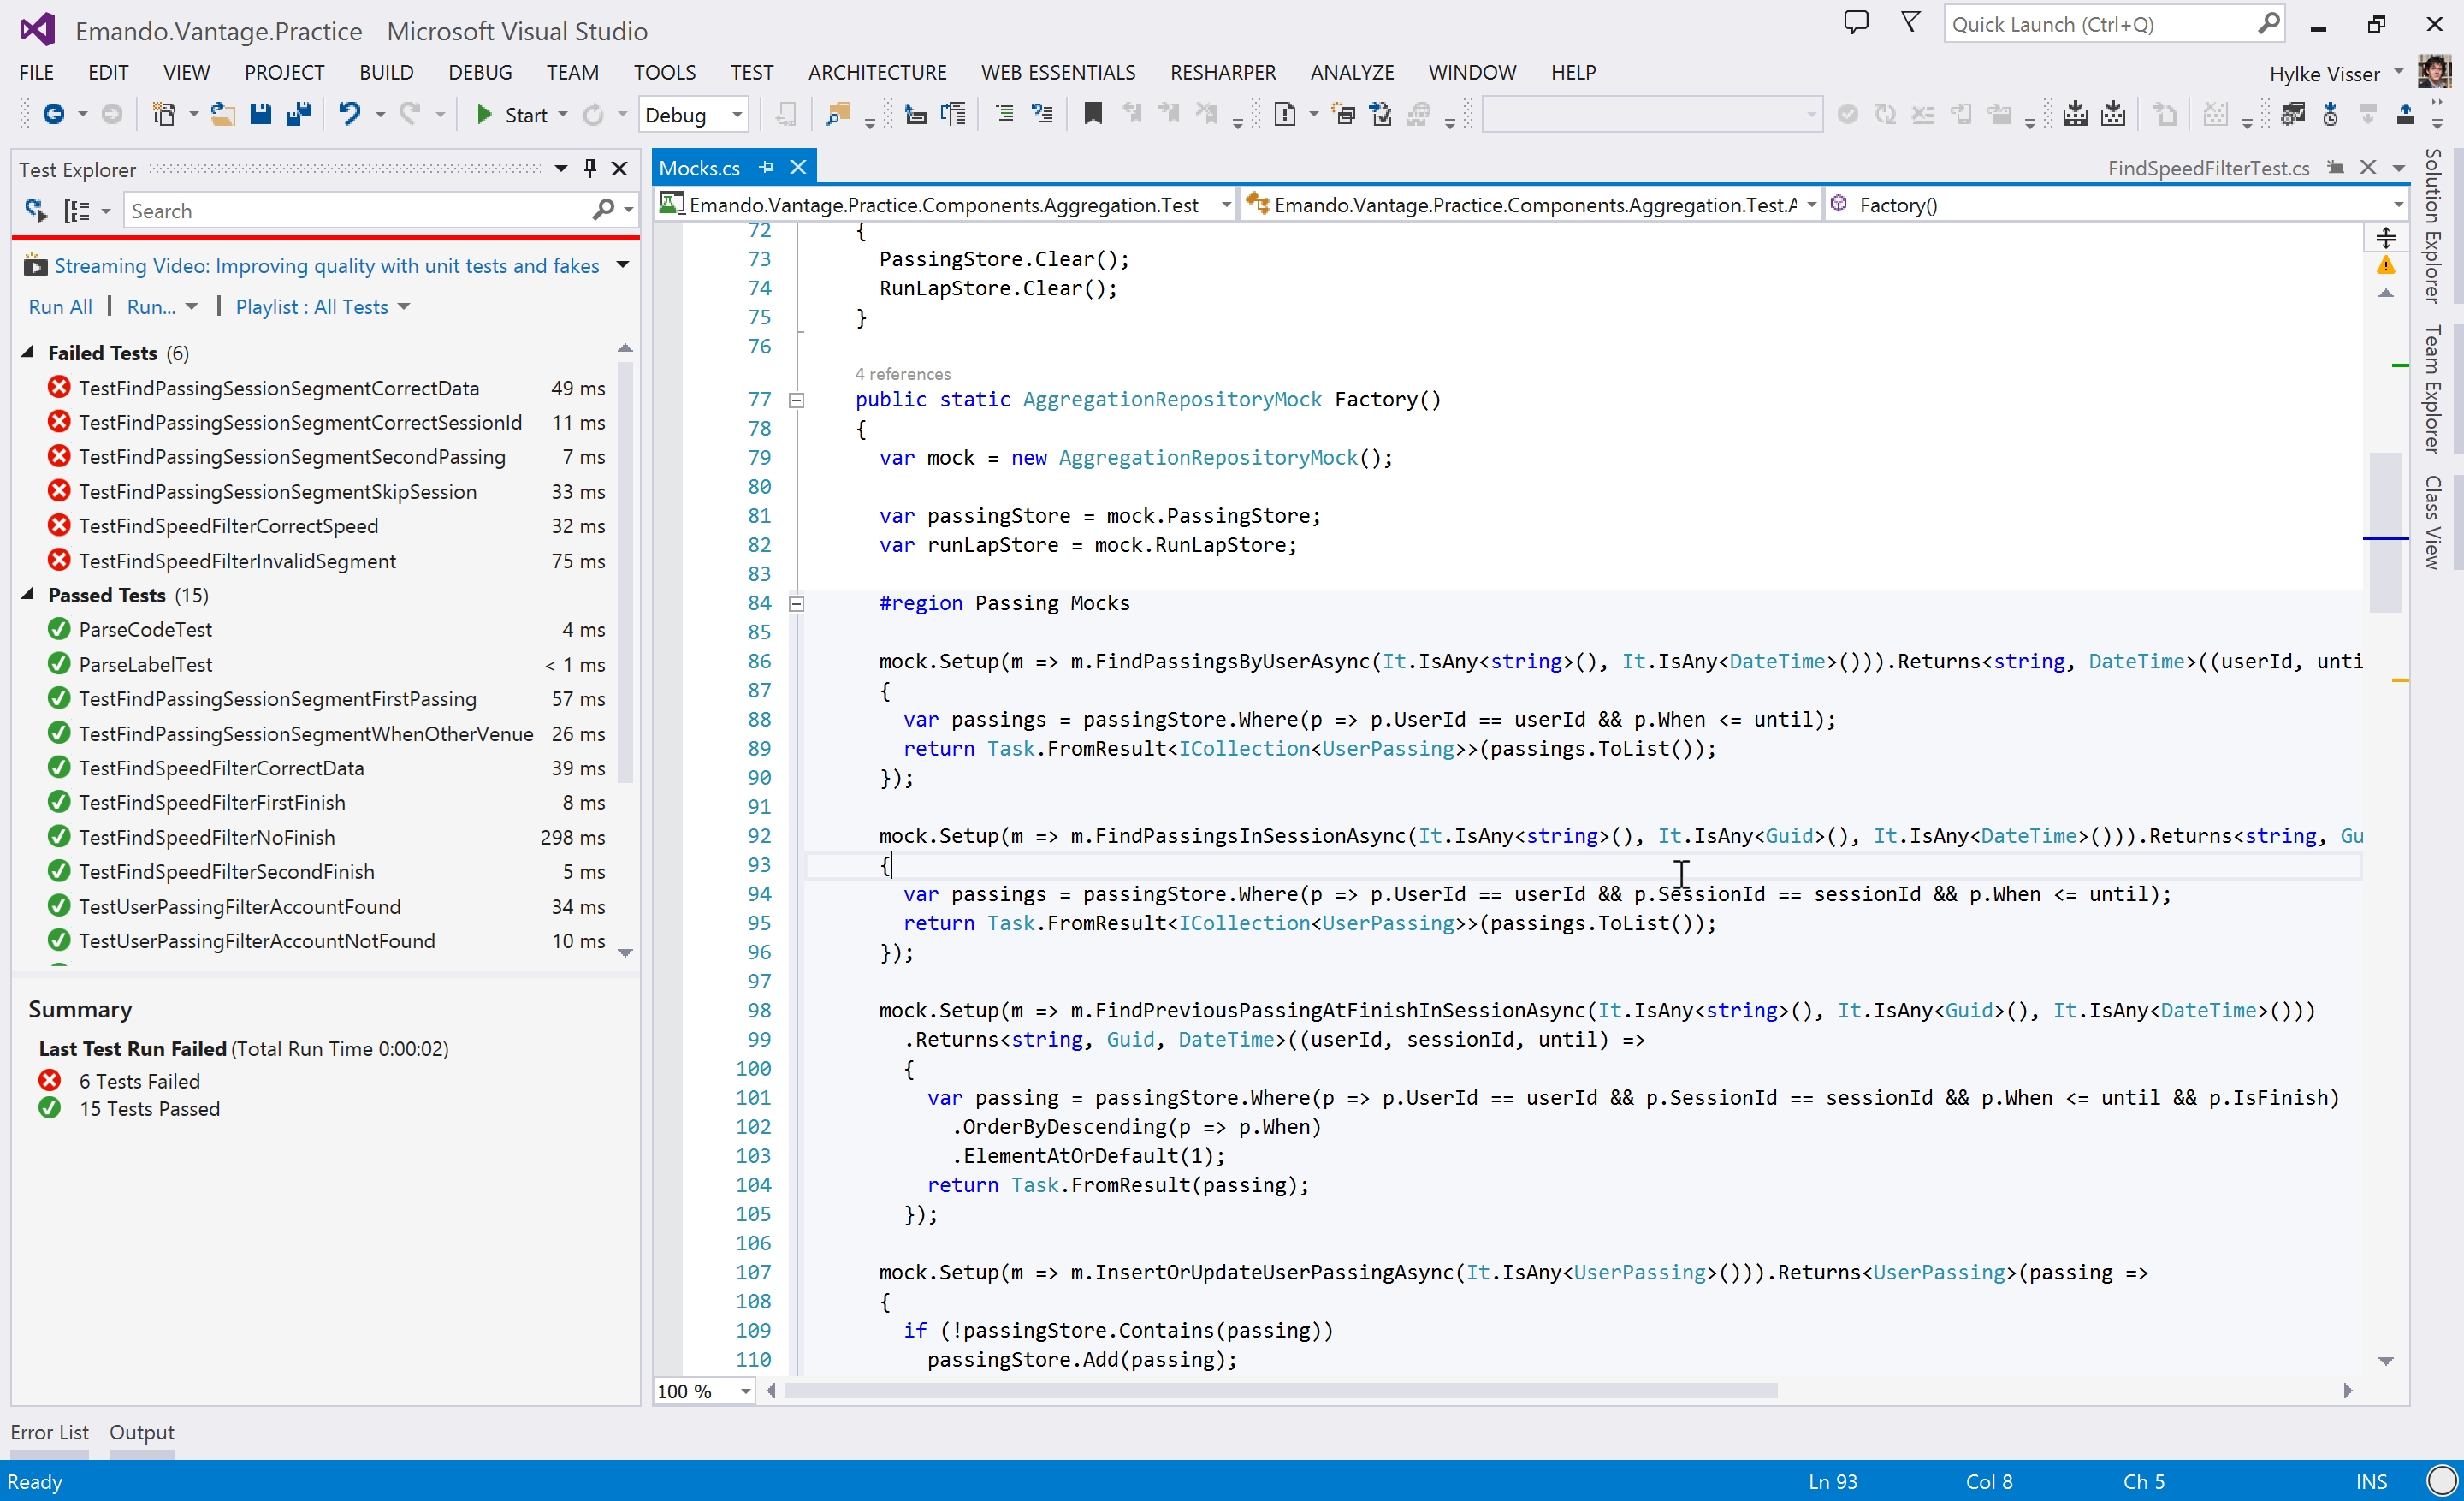 Emando.Vantage.Practice - Microsoft Visual Studio
Quick Launch (Ctrl+Q)
FILE EDIT VIEW PROJECT BUILD DEBUG TEAM TOOLS TEST ARCHITECTURE WEB ESSENTIALS RESHARPER ANALYZE WINDOW HELP
Hylke Visser
Start
Debug
Test Explorer
Search
Streaming Video: Improving quality with unit tests and fakes
Run All | Run... | Playlist : All Tests
Failed Tests (6)
TestFindPassingSessionSegmentCorrectData 49 ms
TestFindPassingSessionSegmentCorrectSessionId 11 ms
TestFindPassingSessionSegmentSecondPassing 7 ms
TestFindPassingSessionSegmentSkipSession 33 ms
TestFindSpeedFilterCorrectSpeed 32 ms
TestFindSpeedFilterInvalidSegment 75 ms
Passed Tests (15)
ParseCodeTest 4 ms
ParseLabelTest < 1 ms
TestFindPassingSessionSegmentFirstPassing 57 ms
TestFindPassingSessionSegmentWhenOtherVenue 26 ms
TestFindSpeedFilterCorrectData 39 ms
TestFindSpeedFilterFirstFinish 8 ms
TestFindSpeedFilterNoFinish 298 ms
TestFindSpeedFilterSecondFinish 5 ms
TestUserPassingFilterAccountFound 34 ms
TestUserPassingFilterAccountNotFound 10 ms
Summary
Last Test Run Failed (Total Run Time 0:00:02)
6 Tests Failed
15 Tests Passed
Mocks.cs
FindSpeedFilterTest.cs
Emando.Vantage.Practice.Components.Aggregation.Test
Emando.Vantage.Practice.Components.Aggregation.Test.A
Factory()
72 {
73 PassingStore.Clear();
74 RunLapStore.Clear();
75 }
76
4 references
77 public static AggregationRepositoryMock Factory()
78 {
79 var mock = new AggregationRepositoryMock();
80
81 var passingStore = mock.PassingStore;
82 var runLapStore = mock.RunLapStore;
83
84 #region Passing Mocks
85
86 mock.Setup(m => m.FindPassingsByUserAsync(It.IsAny<string>(), It.IsAny<DateTime>())).Returns<string, DateTime>((userId, unti
87 {
88 var passings = passingStore.Where(p => p.UserId == userId && p.When <= until);
89 return Task.FromResult<ICollection<UserPassing>>(passings.ToList());
90 });
91
92 mock.Setup(m => m.FindPassingsInSessionAsync(It.IsAny<string>(), It.IsAny<Guid>(), It.IsAny<DateTime>())).Returns<string, Gu
93 {
94 var passings = passingStore.Where(p => p.UserId == userId && p.SessionId == sessionId && p.When <= until);
95 return Task.FromResult<ICollection<UserPassing>>(passings.ToList());
96 });
97
98 mock.Setup(m => m.FindPreviousPassingAtFinishInSessionAsync(It.IsAny<string>(), It.IsAny<Guid>(), It.IsAny<DateTime>()))
99 .Returns<string, Guid, DateTime>((userId, sessionId, until) =>
100 {
101 var passing = passingStore.Where(p => p.UserId == userId && p.SessionId == sessionId && p.When <= until && p.IsFinish)
102 .OrderByDescending(p => p.When)
103 .ElementAtOrDefault(1);
104 return Task.FromResult(passing);
105 });
106
107 mock.Setup(m => m.InsertOrUpdateUserPassingAsync(It.IsAny<UserPassing>())).Returns<UserPassing>(passing =>
108 {
109 if (!passingStore.Contains(passing))
110 passingStore.Add(passing);
100 %
Solution Explorer
Team Explorer
Class View
Error List Output
Ready
Ln 93 Col 8 Ch 5 INS